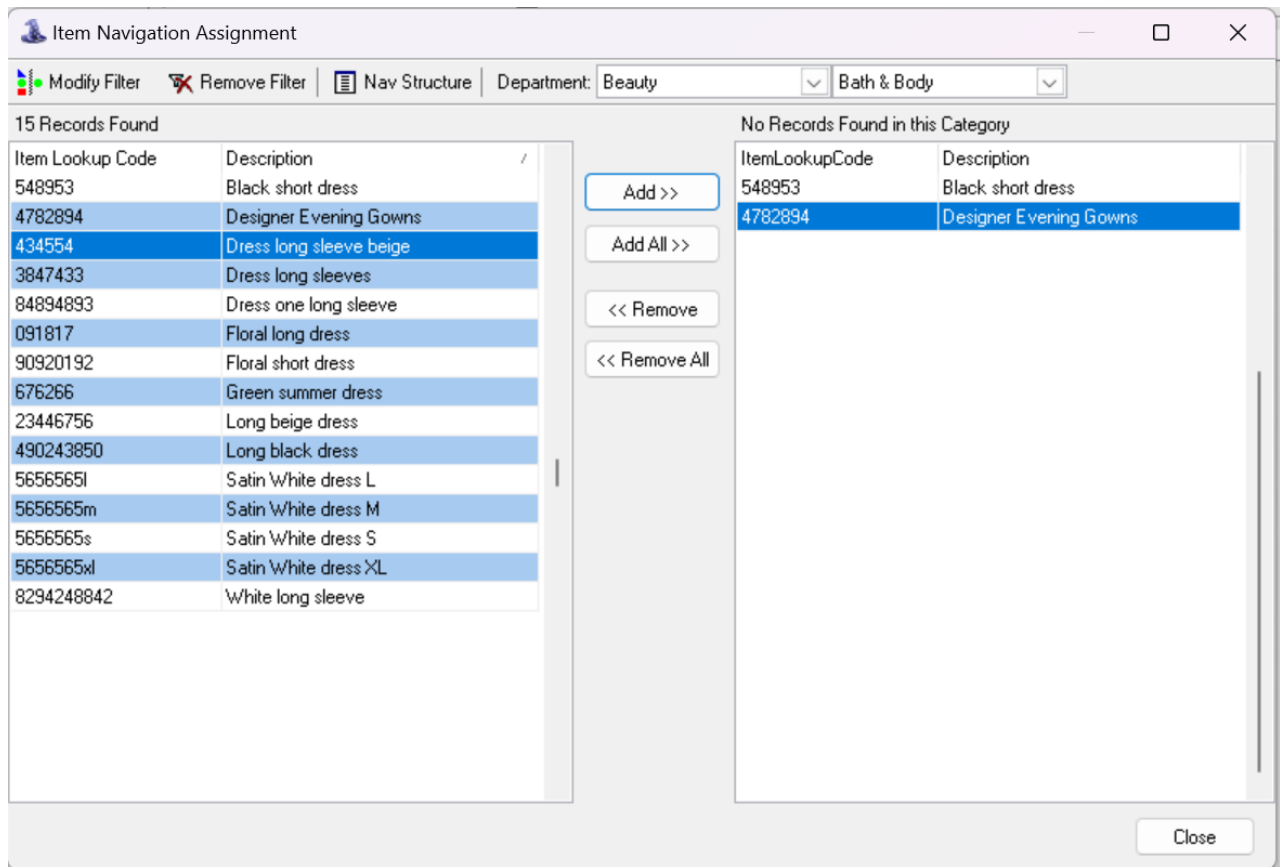 Item Navigation Assignment
Modify Filter Remove Filter Nav Structure Department: Beauty Bath & Body
15 Records Found
Item Lookup Code Description
548953 Black short dress
4782894 Designer Evening Gowns
434554 Dress long sleeve beige
3847433 Dress long sleeves
84894893 Dress one long sleeve
091817 Floral long dress
90920192 Floral short dress
676266 Green summer dress
23446756 Long beige dress
490243850 Long black dress
5656565l Satin White dress L
5656565m Satin White dress M
5656565s Satin White dress S
5656565xl Satin White dress XL
8294248842 White long sleeve
Add >>
Add All >>
<< Remove
<< Remove All
No Records Found in this Category
ItemLookupCode Description
548953 Black short dress
4782894 Designer Evening Gowns
Close